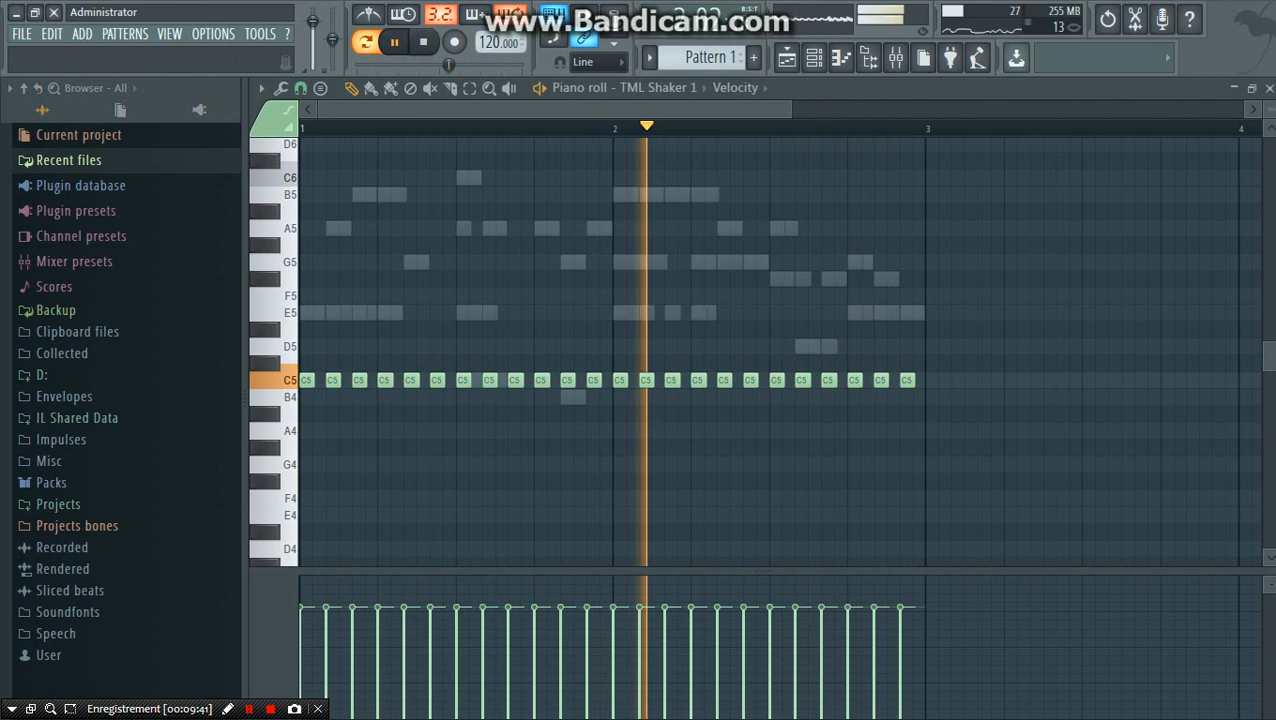 Administrator
3.2.
www.Bandicam.com
27
255 MB
13
FILE EDIT ADD PATTERNS VIEW OPTIONS TOOLS ?
120.000
Line
Pattern 1
Browser - All
Piano roll - TML Shaker 1
Velocity
Current project
Recent files
Plugin database
Plugin presets
Channel presets
Mixer presets
Scores
Backup
Clipboard files
Collected
D:
Envelopes
IL Shared Data
Impulses
Misc
Packs
Projects
Projects bones
Recorded
Rendered
Sliced beats
Soundfonts
Speech
User
1 2 3 4
D6
C6
B5
A5
G5
F5
E5
D5
C5 C5 C5 C5 C5 C5 C5 C5 C5 C5 C5 C5 C5 C5 C5 C5 C5 C5 C5 C5 C5 C5 C5 C5 C5
B4
A4
G4
F4
E4
D4
Enregistrement [00:09:41]